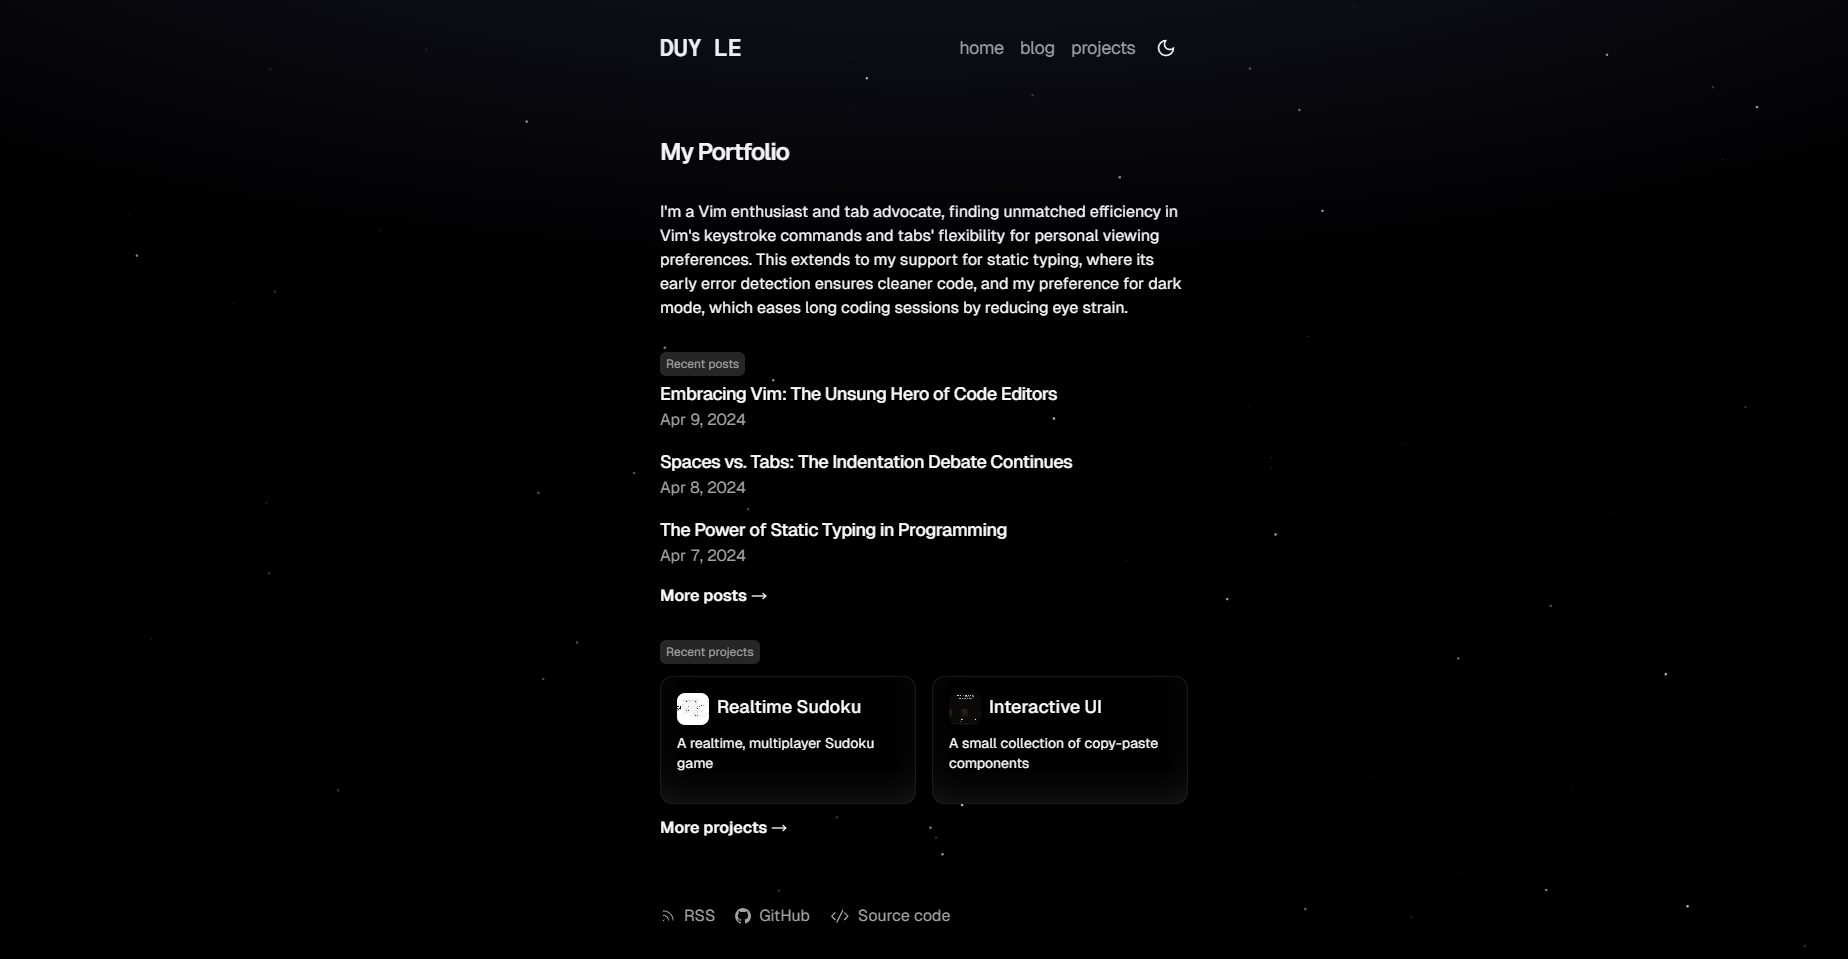 DUY LE
home blog projects
My Portfolio
I'm a Vim enthusiast and tab advocate, finding unmatched efficiency in
Vim's keystroke commands and tabs' flexibility for personal viewing
preferences. This extends to my support for static typing, where its
early error detection ensures cleaner code, and my preference for dark
mode, which eases long coding sessions by reducing eye strain.
Recent posts
Embracing Vim: The Unsung Hero of Code Editors
Apr 9, 2024
Spaces vs. Tabs: The Indentation Debate Continues
Apr 8, 2024
The Power of Static Typing in Programming
Apr 7, 2024
More posts →
Recent projects
Realtime Sudoku
A realtime, multiplayer Sudoku
game
Interactive UI
A small collection of copy-paste
components
More projects →
RSS GitHub Source code